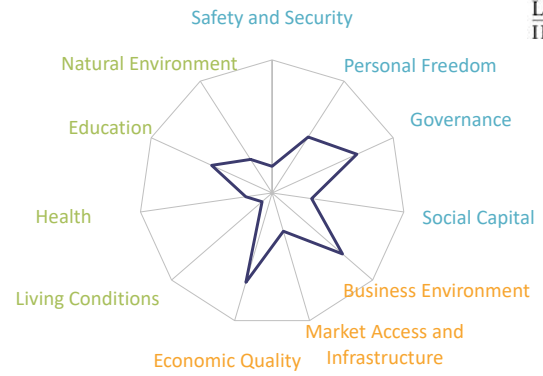 Safety and Security
Natural Environment
Personal Freedom
Education
Governance
Health
Social Capital
Living Conditions
Business Environment
Market Access and
Infrastructure
Economic Quality